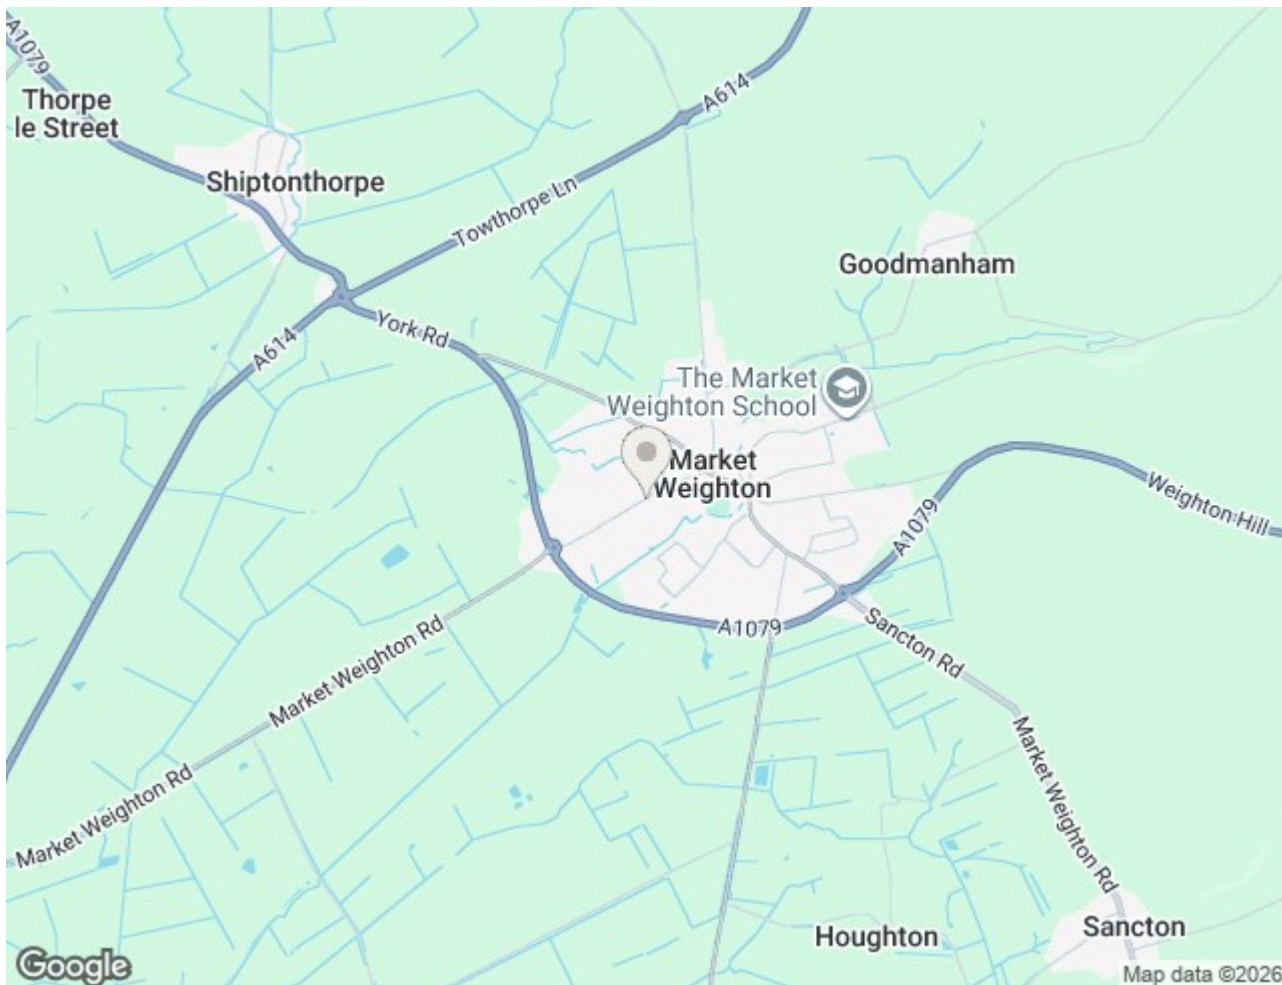 A1079
Thorpe
le Street
Shiptonthorpe
A614
Towthorpe Ln
Goodmanham
York Rd
A614
The Market
Weighton School
Market
Weighton
Weighton Hill
A1079
A1079
Sancton Rd
Market Weighton Rd
Market Weighton Rd
Market Weighton Rd
Houghton
Sancton
Google
Map data ©2026